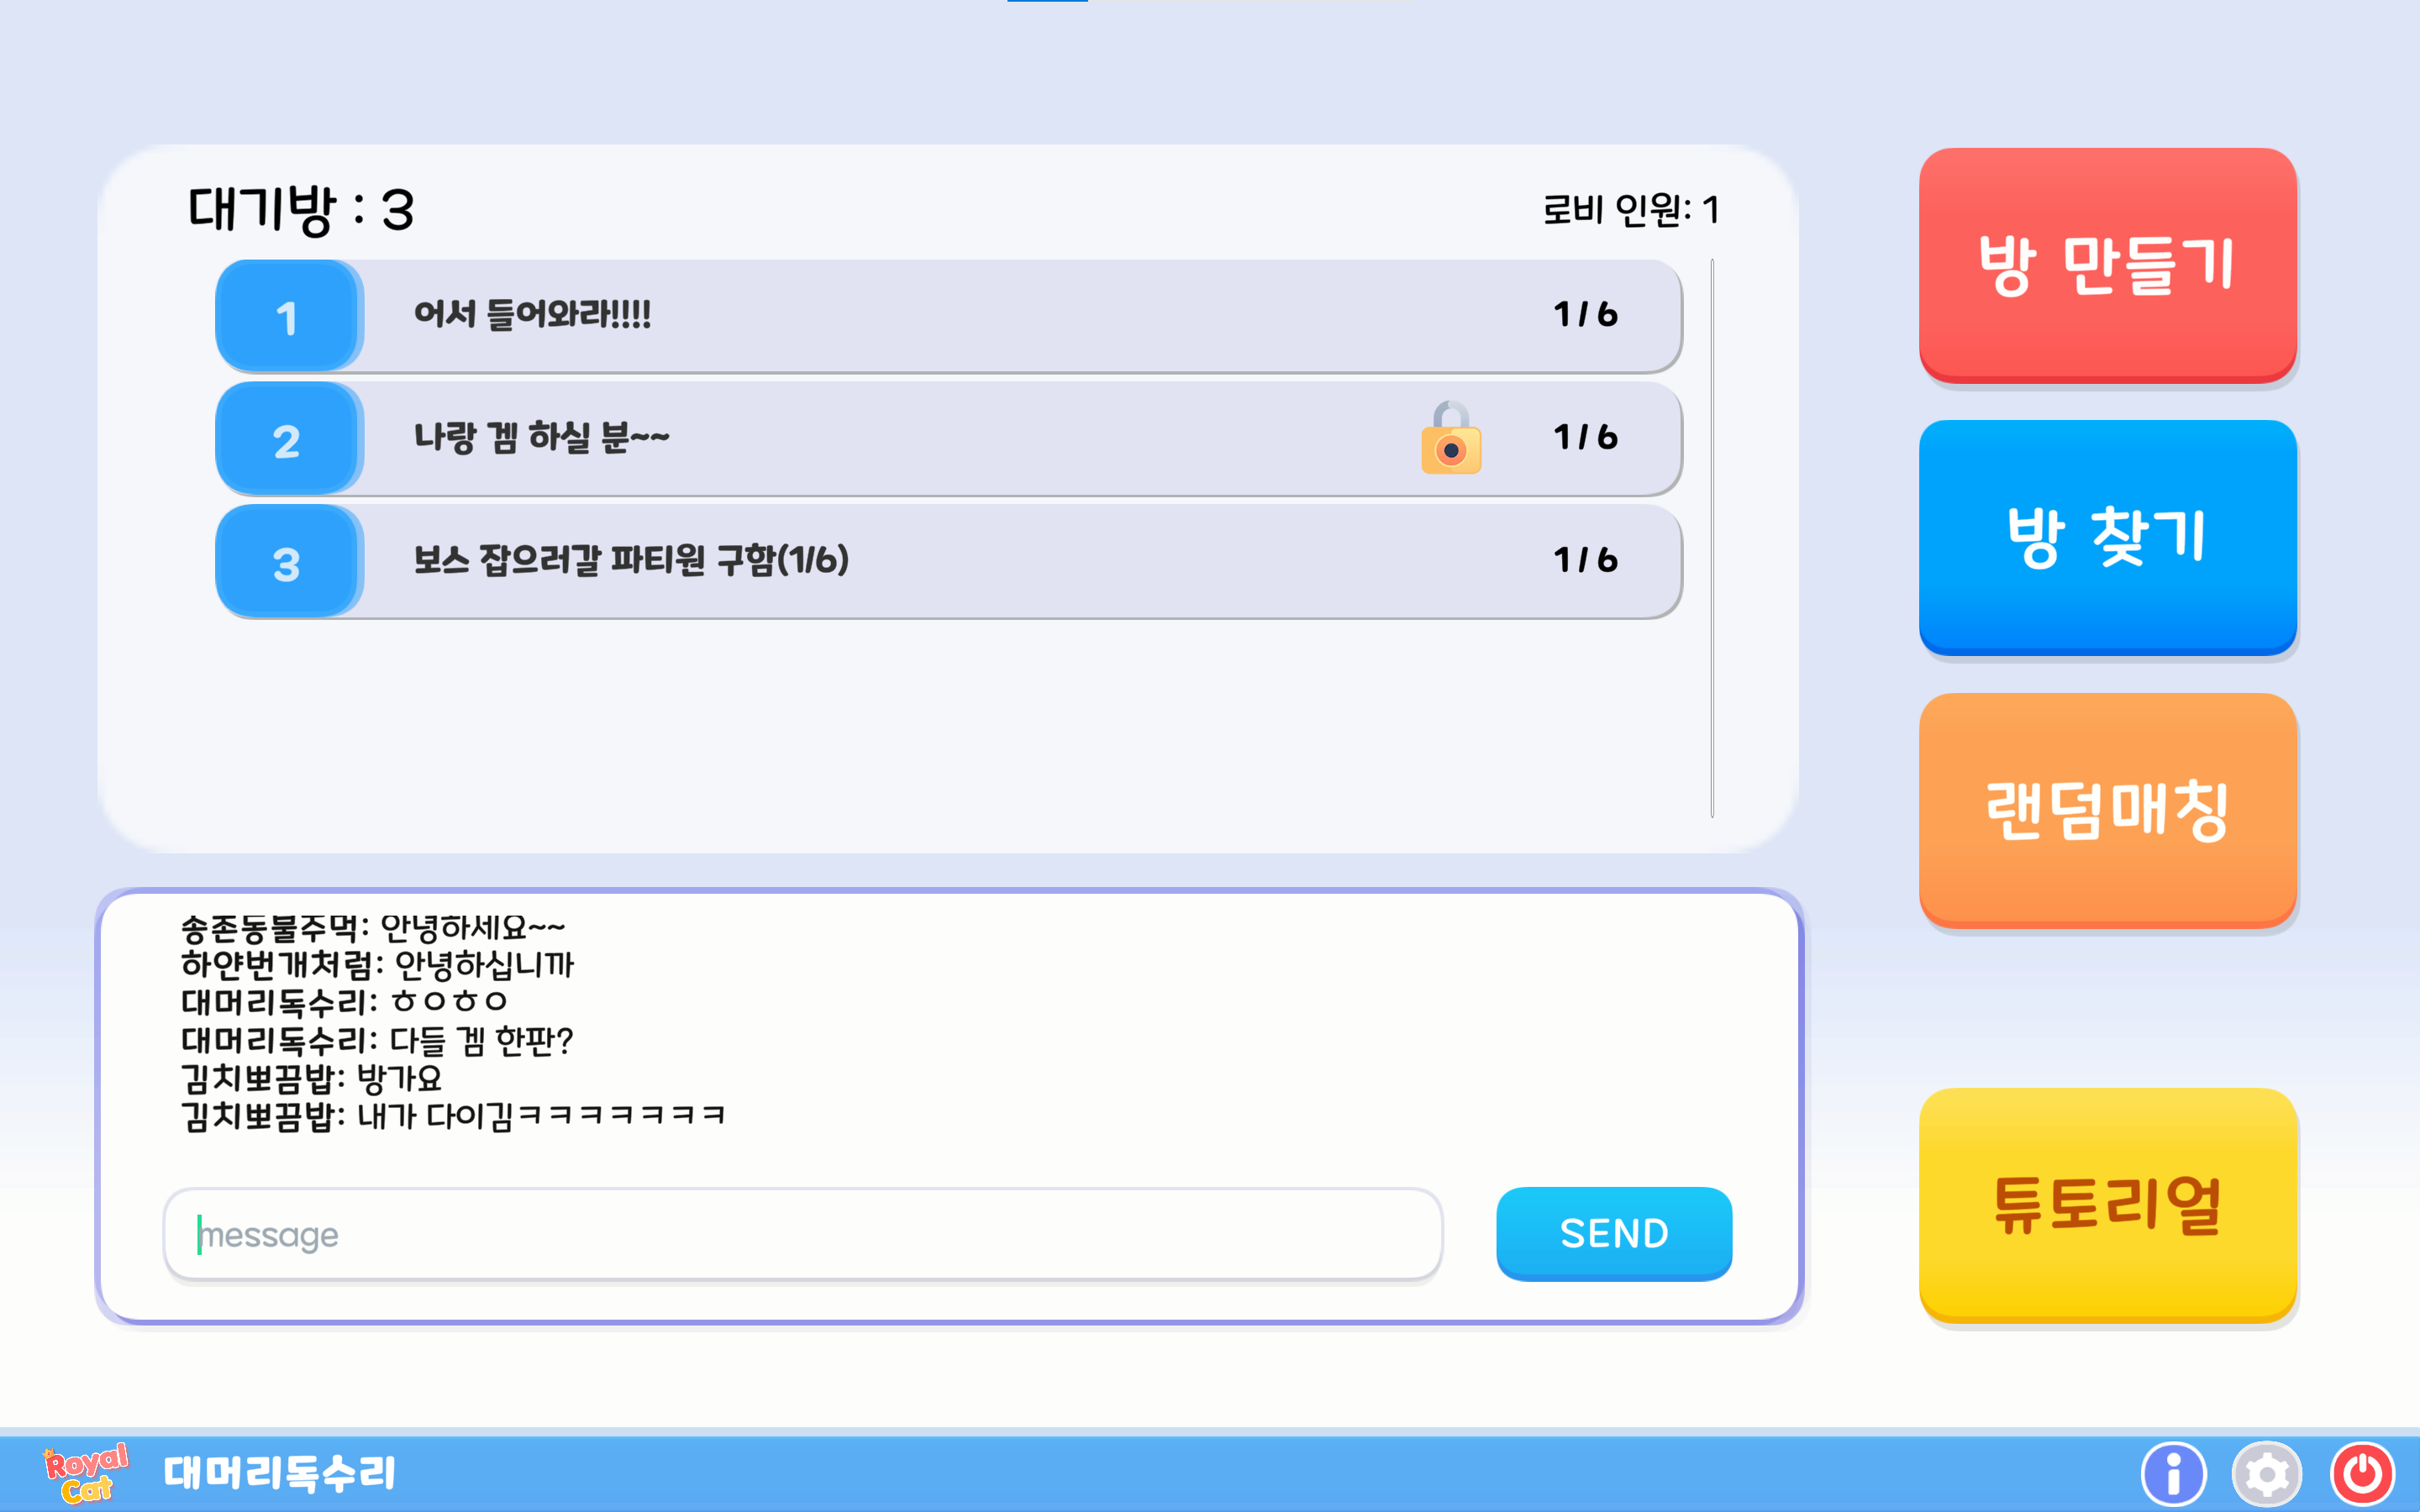 대기방 : 3
로비 인원: 1
1 어서 들어와라!!!! 1/6
2 나랑 겜 하실 분~~ 1/6
3 보스 잡으러갈 파티원 구함(1/6) 1/6
방 만들기
방 찾기
랜덤매칭
튜토리얼
송존동물주먹: 안녕하세요~~
하얀번개처럼: 안녕하십니까
대머리독수리: ㅎㅇㅎㅇ
대머리독수리: 다들 겜 한판?
김치뽀끔밥: 방가요
김치뽀끔밥: 내가 다이김ㅋㅋㅋㅋㅋㅋㅋ
message
SEND
Royal
Cat
대머리독수리